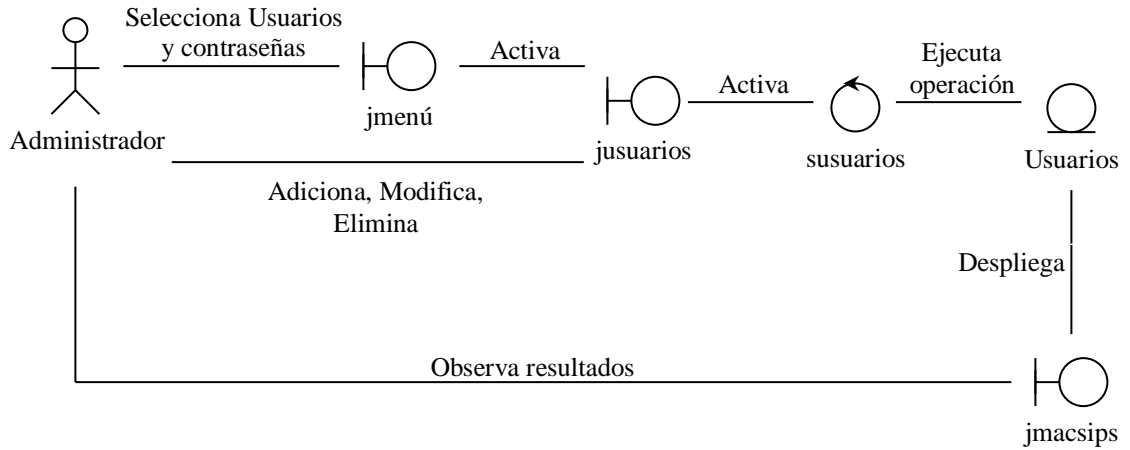 Selecciona Usuarios
y contraseñas
Activa
Ejecuta
operación
Activa
jmenú
Administrador
jusuarios
susuarios
Usuarios
Adiciona, Modifica,
Elimina
Despliega
Observa resultados
jmacsips